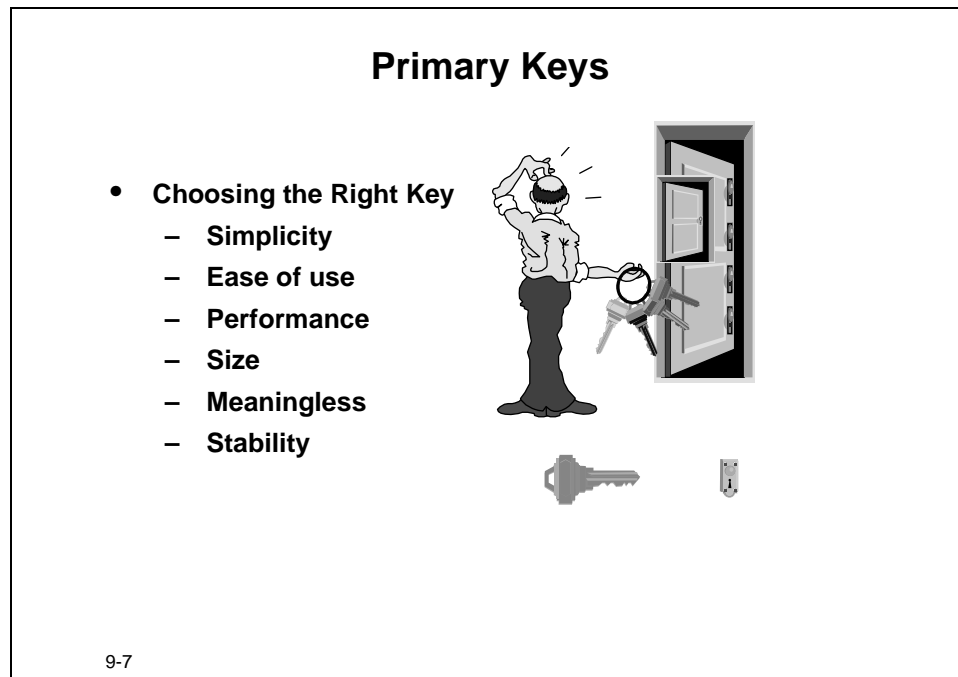 Primary Keys
• Choosing the Right Key
– Simplicity
– Ease of use
– Performance
– Size
– Meaningless
– Stability
9-7